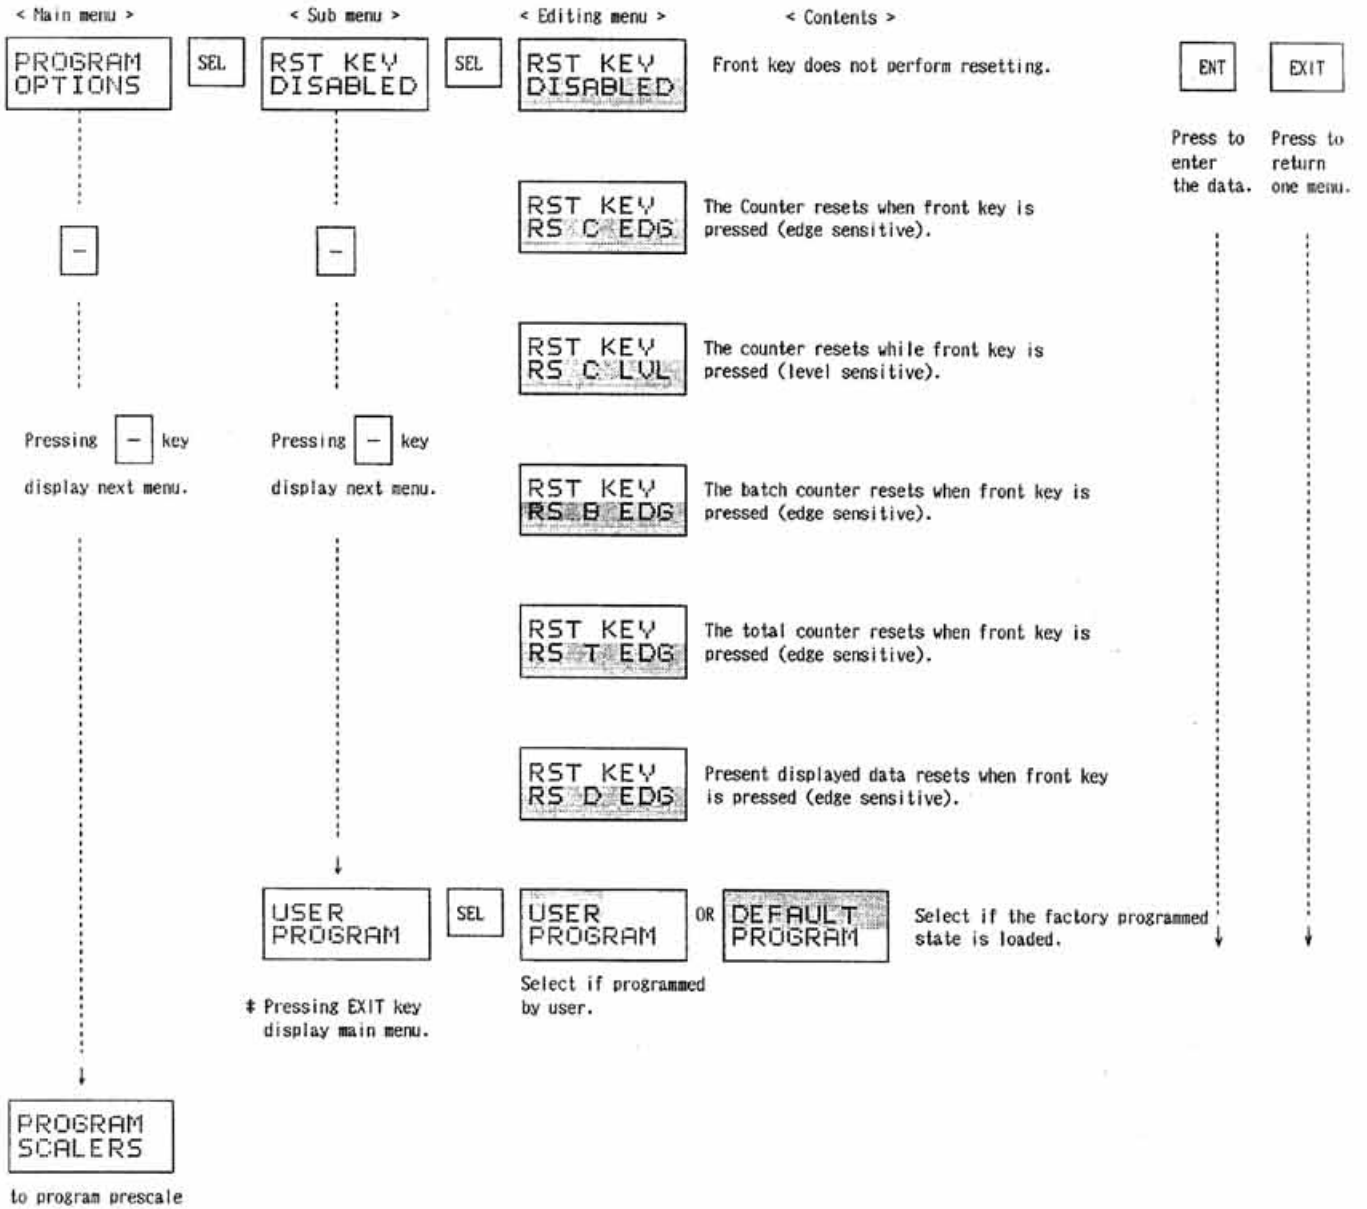 < Main menu >
< Sub menu >
< Editing menu >
< Contents >
PROGRAM
OPTIONS
SEL
RST KEY
DISABLED
SEL
RST KEY
DISABLED
Front key does not perform resetting.
ENT
EXIT
Press to
enter
the data.
Press to
return
one menu.
RST KEY
RS C EDG
The Counter resets when front key is
pressed (edge sensitive).
–
–
RST KEY
RS C LVL
The counter resets while front key is
pressed (level sensitive).
Pressing – key
display next menu.
Pressing – key
display next menu.
RST KEY
RS B EDG
The batch counter resets when front key is
pressed (edge sensitive).
RST KEY
RS T EDG
The total counter resets when front key is
pressed (edge sensitive).
RST KEY
RS D EDG
Present displayed data resets when front key
is pressed (edge sensitive).
USER
PROGRAM
SEL
USER
PROGRAM
OR
DEFAULT
PROGRAM
Select if the factory programmed
state is loaded.
Select if programmed
by user.
* Pressing EXIT key
display main menu.
PROGRAM
SCALERS
to program prescale